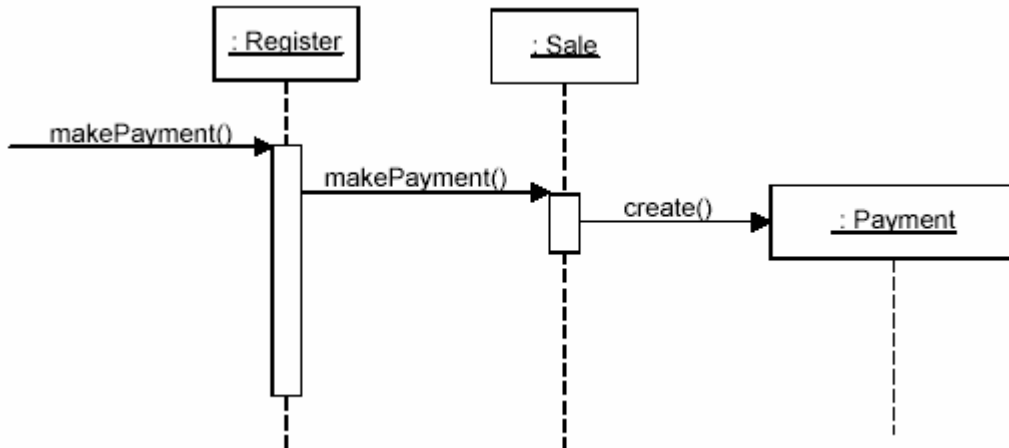 : Register
: Sale
makePayment()
makePayment()
create()
: Payment